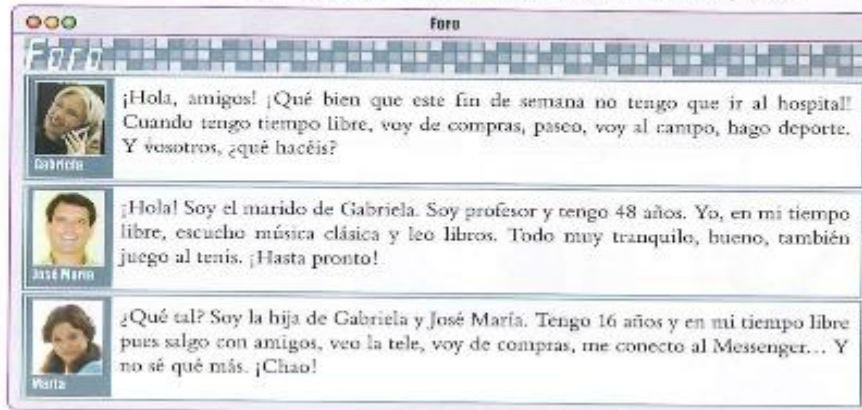 Foro
Foro
¡Hola, amigos! ¡Qué bien que este fin de semana no tengo que ir al hospital!
Cuando tengo tiempo libre, voy de compras, paseo, voy al campo, hago deporte.
Y vosotros, ¿qué hacéis?
Gabriela
¡Hola! Soy el marido de Gabriela. Soy profesor y tengo 48 años. Yo, en mi tiempo
libre, escucho música clásica y leo libros. Todo muy tranquilo, bueno, también
juego al tenis. ¡Hasta pronto!
José María
¿Qué tal? Soy la hija de Gabriela y José María. Tengo 16 años y en mi tiempo libre
pues salgo con amigos, veo la tele, voy de compras, me conecto al Messenger... Y
no sé qué más. ¡Chao!
Marta